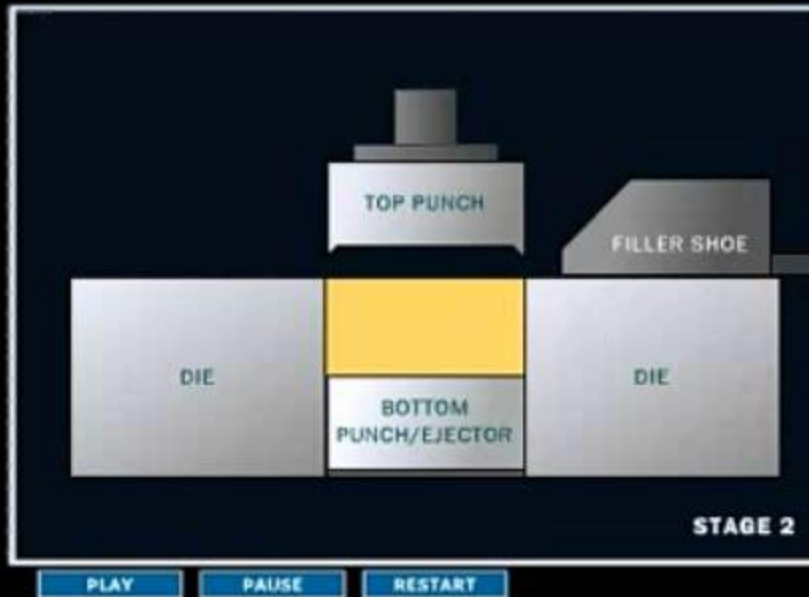 TOP PUNCH
FILLER SHOE
DIE
DIE
BOTTOM
PUNCH/EJECTOR
STAGE 2
PLAY
PAUSE
RESTART